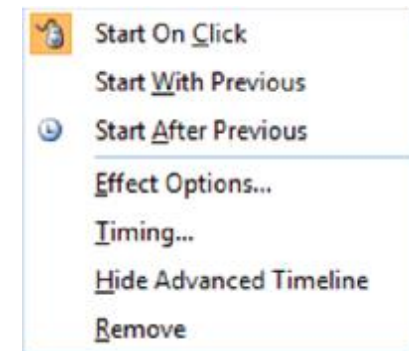 Start On Click
Start With Previous
Start After Previous
Effect Options...
Timing...
Hide Advanced Timeline
Remove